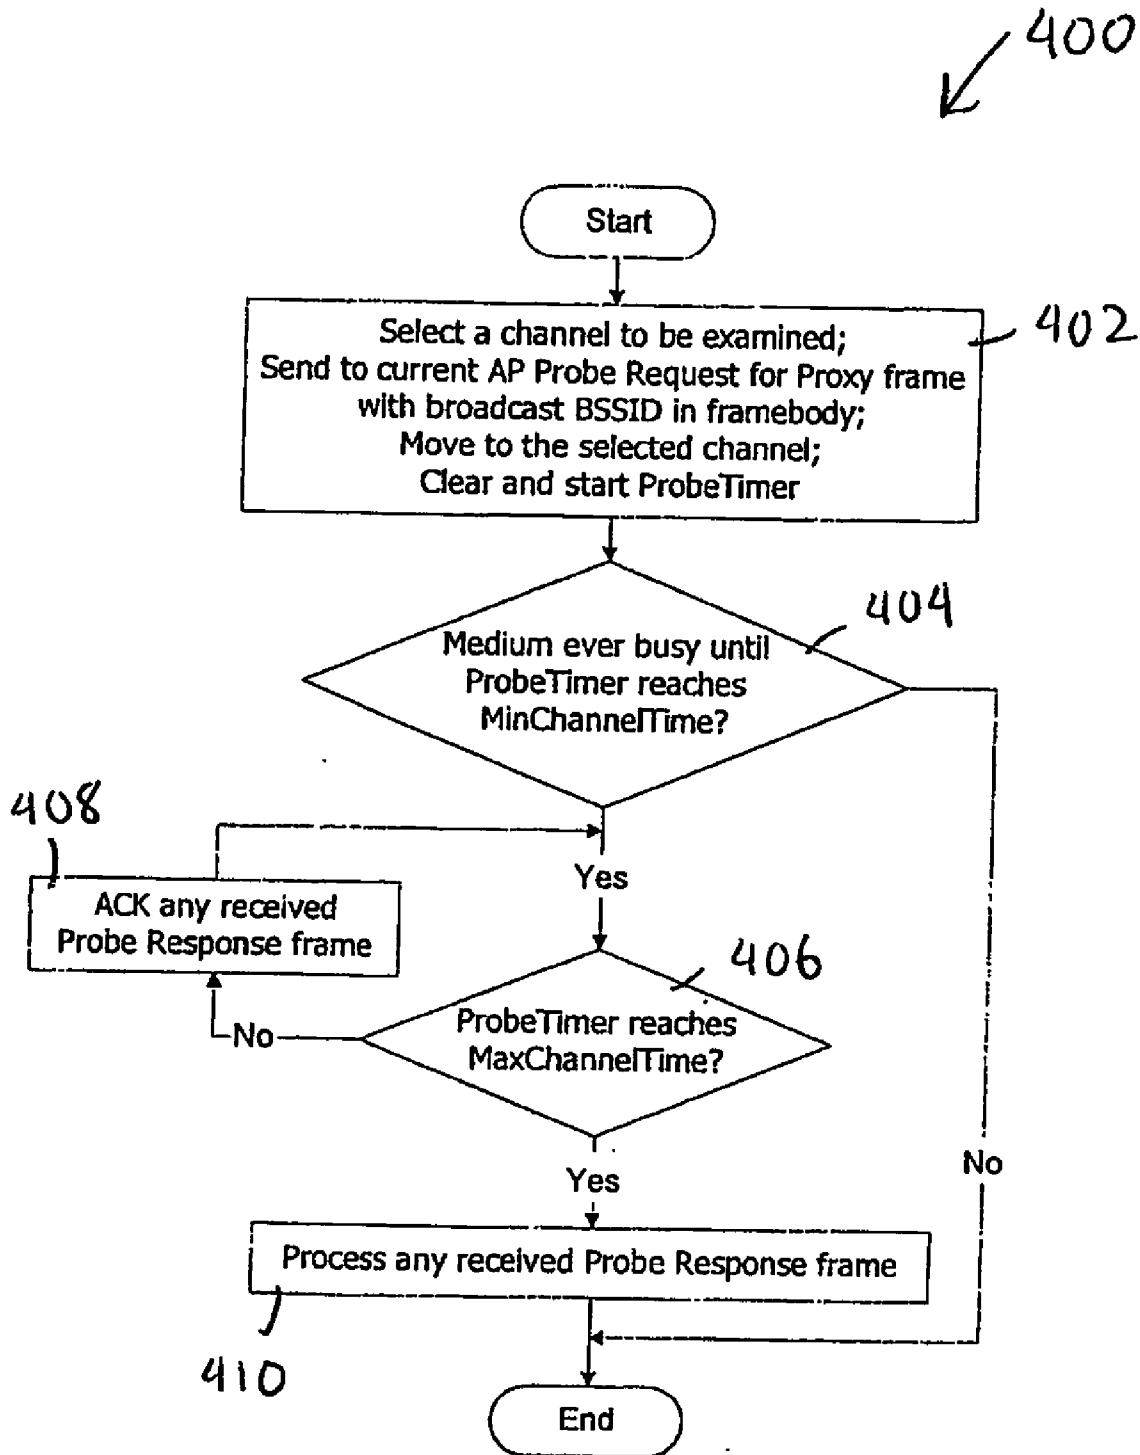 400
Start
402
Select a channel to be examined;
Send to current AP Probe Request for Proxy frame
with broadcast BSSID in framebody;
Move to the selected channel;
Clear and start ProbeTimer
404
Medium ever busy until
ProbeTimer reaches
MinChannelTime?
408
Yes
ACK any received
Probe Response frame
406
ProbeTimer reaches
MaxChannelTime?
No
No
Yes
Process any received Probe Response frame
410
End